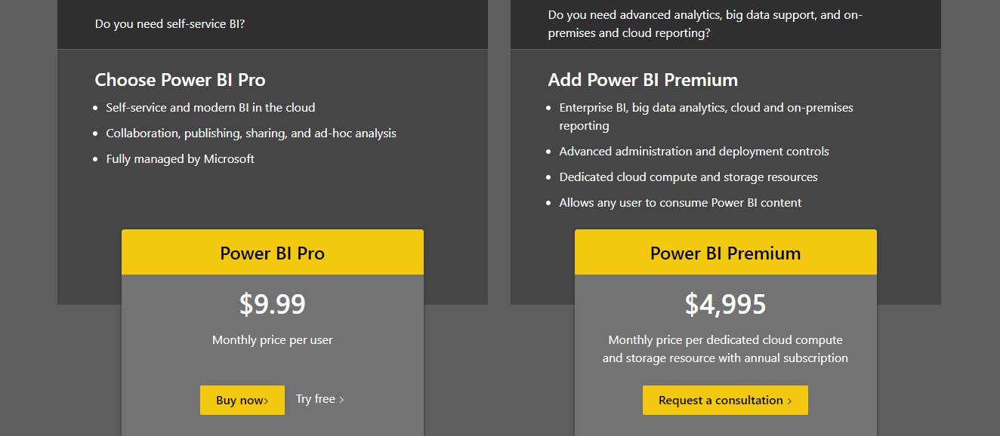 Do you need self-service BI?
Choose Power BI Pro
• Self-service and modern BI in the cloud
• Collaboration, publishing, sharing, and ad-hoc analysis
• Fully managed by Microsoft
Power BI Pro
$9.99
Monthly price per user
Buy now›
Try free ›
Do you need advanced analytics, big data support, and on-
premises and cloud reporting?
Add Power BI Premium
• Enterprise BI, big data analytics, cloud and on-premises
reporting
• Advanced administration and deployment controls
• Dedicated cloud compute and storage resources
• Allows any user to consume Power BI content
Power BI Premium
$4,995
Monthly price per dedicated cloud compute
and storage resource with annual subscription
Request a consultation ›